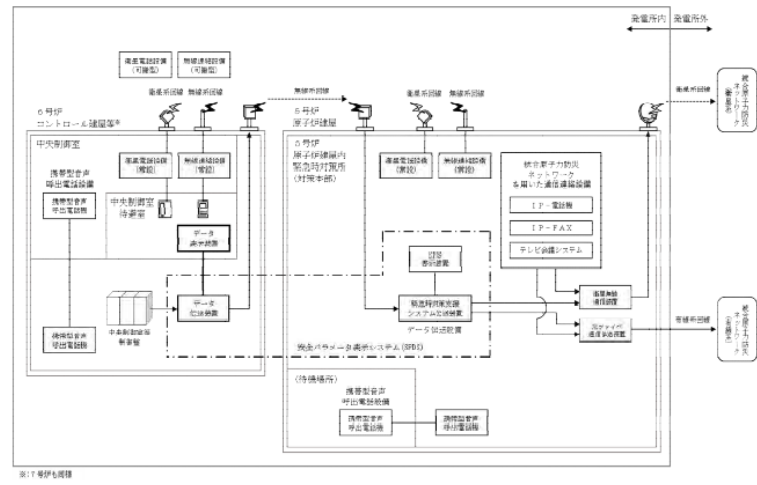 発電所内
発電所外
衛星電話設備
(可搬型)
無線連絡設備
(可搬型)
衛星系回線
無線系回線
無線系回線
衛星系回線
無線系回線
衛星系回線
統合原子力防災
ネットワーク
(衛星系)
6号炉
コントロール建屋等※
5号炉
原子炉建屋
中央制御室
衛星電話設備
(常設)
無線連絡設備
(常設)
5号炉
原子炉建屋内
緊急時対策所
(対策本部)
衛星電話設備
(常設)
無線連絡設備
(常設)
統合原子力防災
ネットワーク
を用いた通信連絡設備
IP-電話機
IP-FAX
テレビ会議システム
携帯型音声
呼出電話設備
携帯型音声
呼出電話機
中央制御室
待避室
データ
表示装置
データ
伝送装置
中央制御室等
制御盤
携帯型音声
呼出電話機
SPDS
表示装置
緊急時対策支援
システム伝送装置
データ伝送設備
衛星無線
通信装置
光ファイバ
通信伝送装置
有線系回線
統合原子力防災
ネットワーク
(有線系)
安全パラメータ表示システム(SPDS)
(待機場所)
携帯型音声
呼出電話設備
携帯型音声
呼出電話機
携帯型音声
呼出電話機
※:7号炉も同様